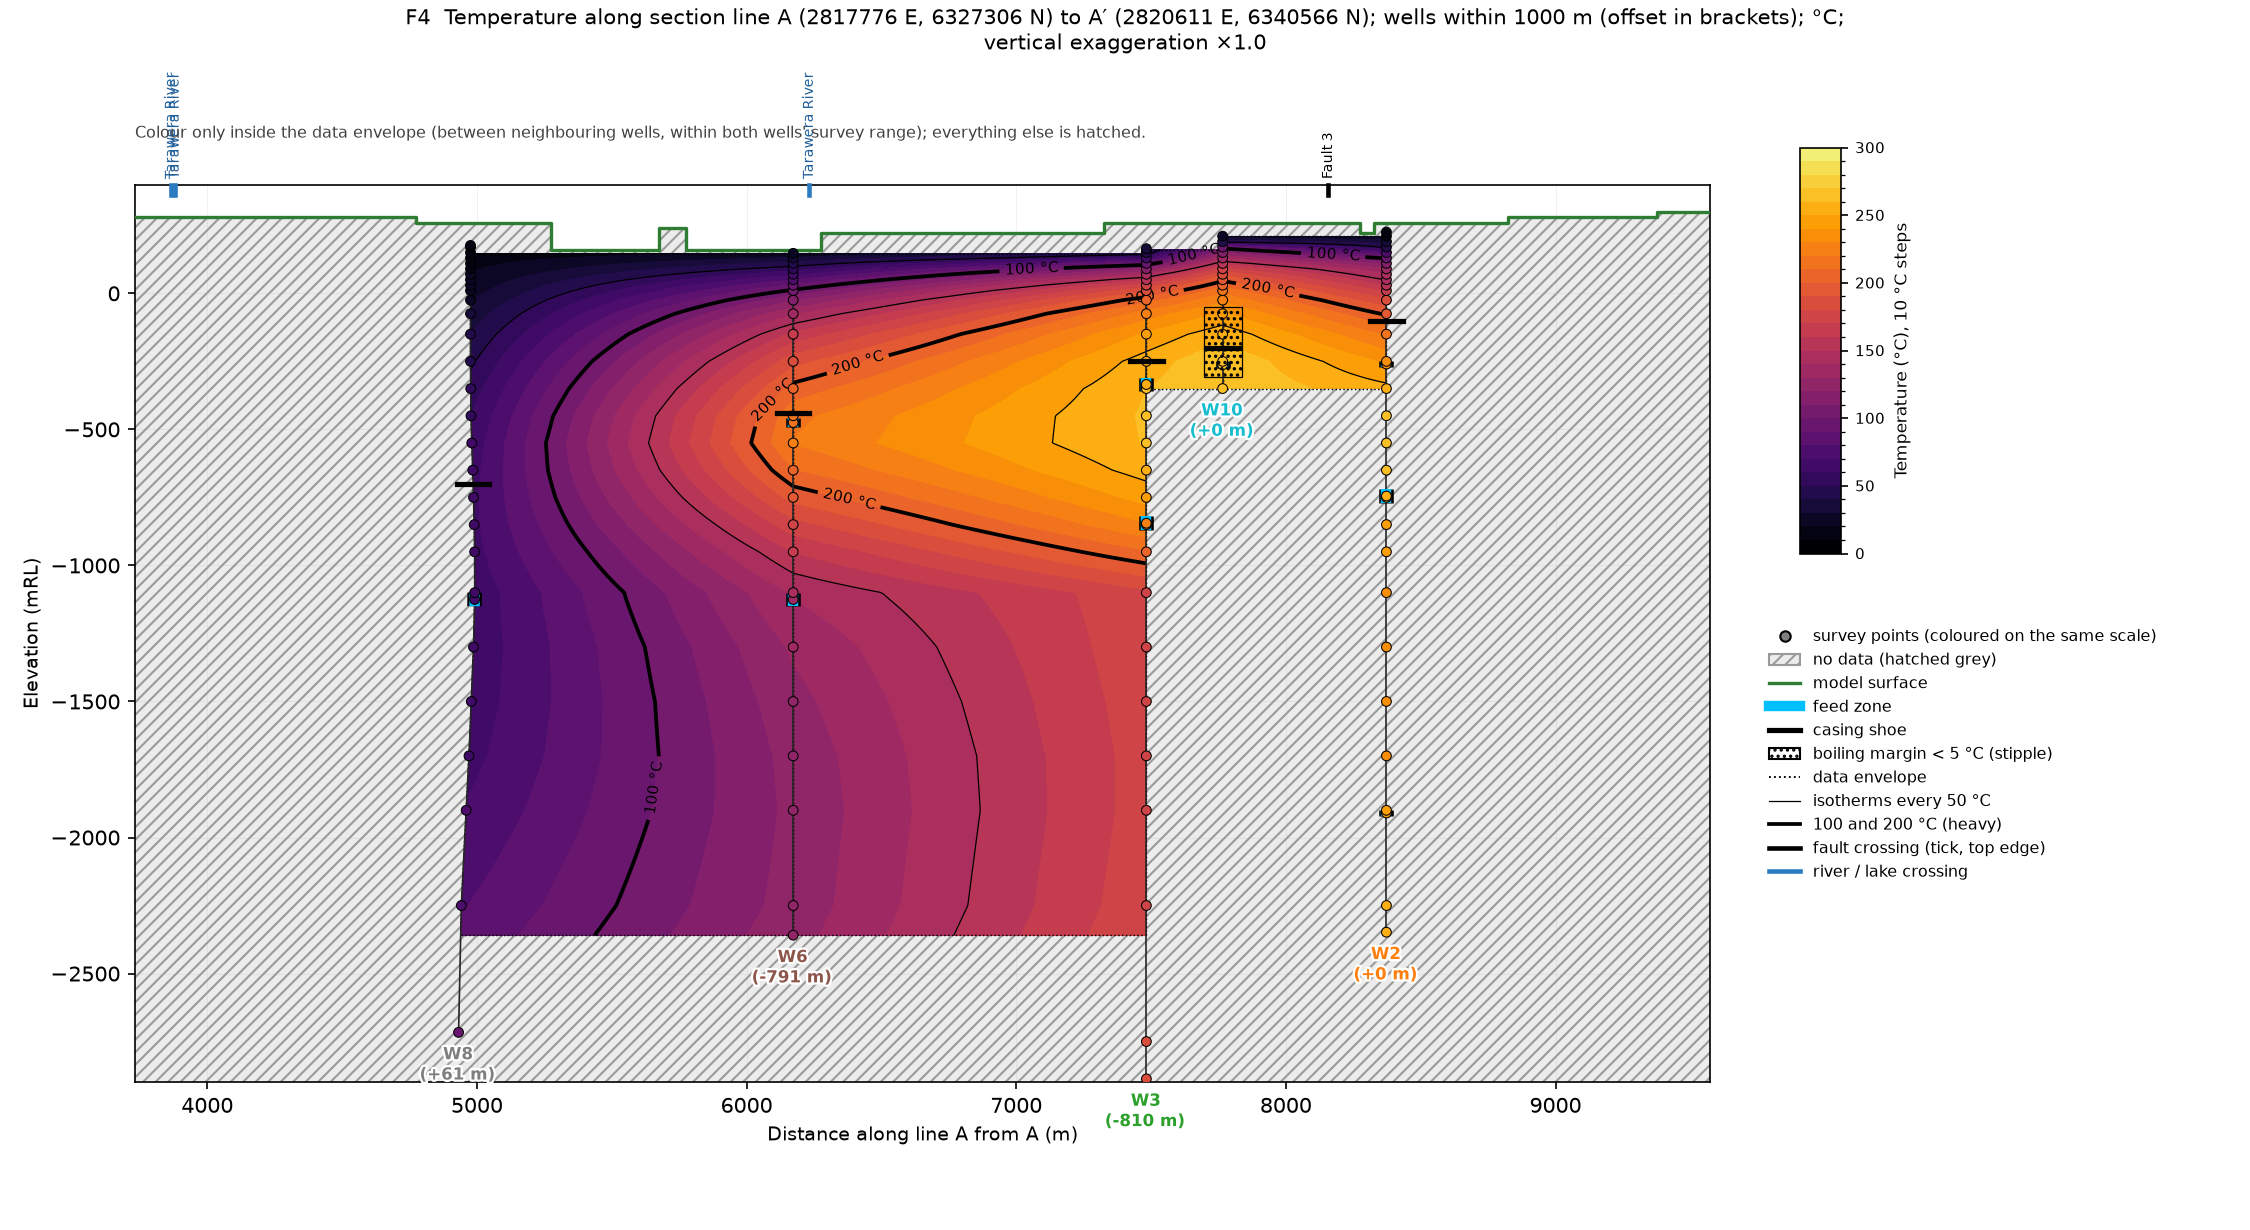 F4  Temperature along section line A (2817776 E, 6327306 N) to A′ (2820611 E, 6340566 N); wells within 1000 m (offset in brackets); °C;
vertical exaggeration ×1.0
Tarawera River
Tarawera River
Tarawera River
Fault 3
Colour only inside the data envelope (between neighbouring wells, within both wells' survey range); everything else is hatched.
100 °C
100 °C
100 °C
200 °C
200 °C
200 °C
200 °C
200 °C
100 °C
W10
(+0 m)
W6
(-791 m)
W2
(+0 m)
W8
(+61 m)
W3
(-810 m)
0
−500
−1000
−1500
−2000
−2500
Elevation (mRL)
4000
5000
6000
7000
8000
9000
Distance along line A from A (m)
300
250
200
150
100
50
0
Temperature (°C), 10 °C steps
survey points (coloured on the same scale)
no data (hatched grey)
model surface
feed zone
casing shoe
boiling margin < 5 °C (stipple)
data envelope
isotherms every 50 °C
100 and 200 °C (heavy)
fault crossing (tick, top edge)
river / lake crossing